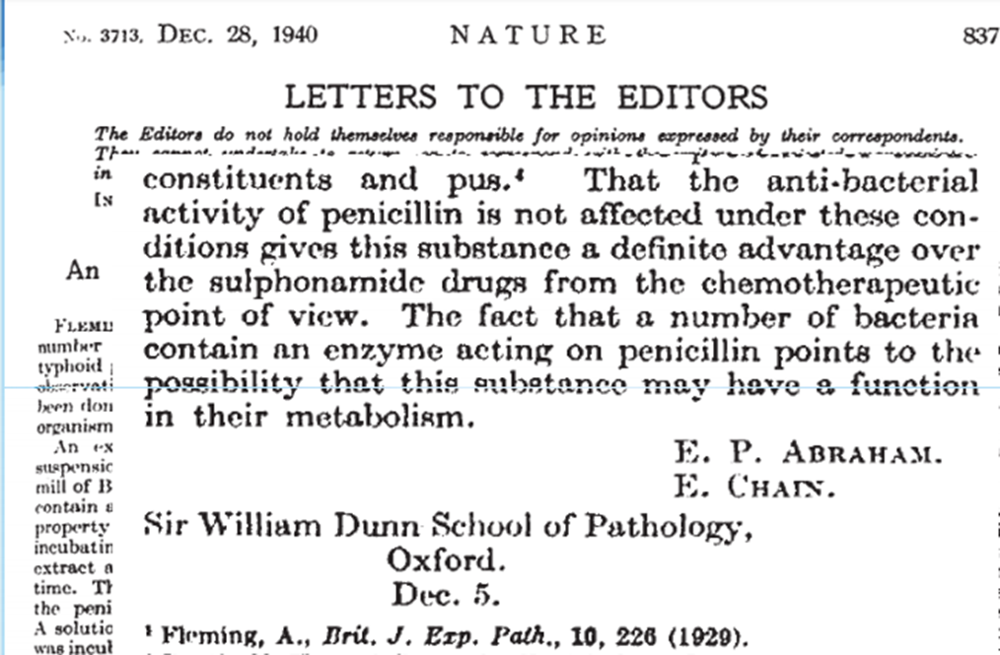 No. 3713, DEC. 28, 1940 NATURE 837
LETTERS TO THE EDITORS
The Editors do not hold themselves responsible for opinions expressed by their correspondents.
in
constituents and pus.⁴ That the anti-bacterial
activity of penicillin is not affected under these con-
ditions gives this substance a definite advantage over
the sulphonamide drugs from the chemotherapeutic
point of view. The fact that a number of bacteria
contain an enzyme acting on penicillin points to the
possibility that this substance may have a function
in their metabolism.
E. P. ABRAHAM.
E. CHAIN.
Sir William Dunn School of Pathology,
Oxford.
Dec. 5.
¹ Fleming, A., Brit. J. Exp. Path., 10, 226 (1929).
An
FLEMI
number
typhoid
observati
been don
organism
An ex
suspensic
mill of B
contain a
property
incubatin
extract a
time. Th
the peni
A solutic
was incul